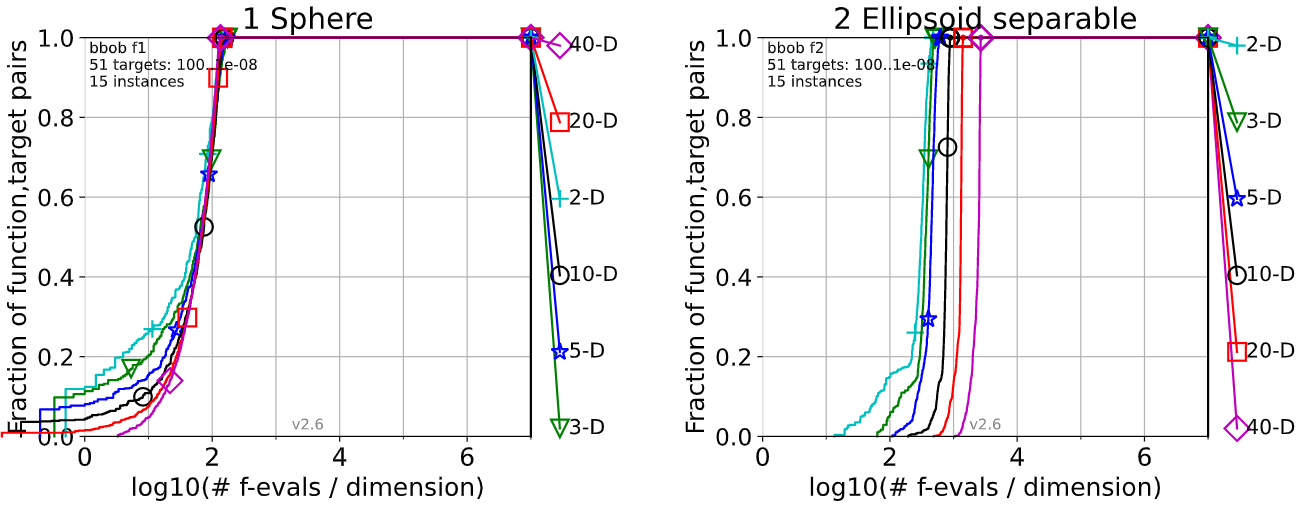 1 Sphere
bbob f1
51 targets: 100..1e-08
15 instances
Fraction of function,target pairs
1.0
0.8
0.6
0.4
0.2
0.0
0
2
4
6
log10(# f-evals / dimension)
v2.6
40-D
20-D
2-D
10-D
5-D
3-D
2 Ellipsoid separable
bbob f2
51 targets: 100..1e-08
15 instances
Fraction of function,target pairs
1.0
0.8
0.6
0.4
0.2
0.0
0
2
4
6
log10(# f-evals / dimension)
v2.6
2-D
3-D
5-D
10-D
20-D
40-D